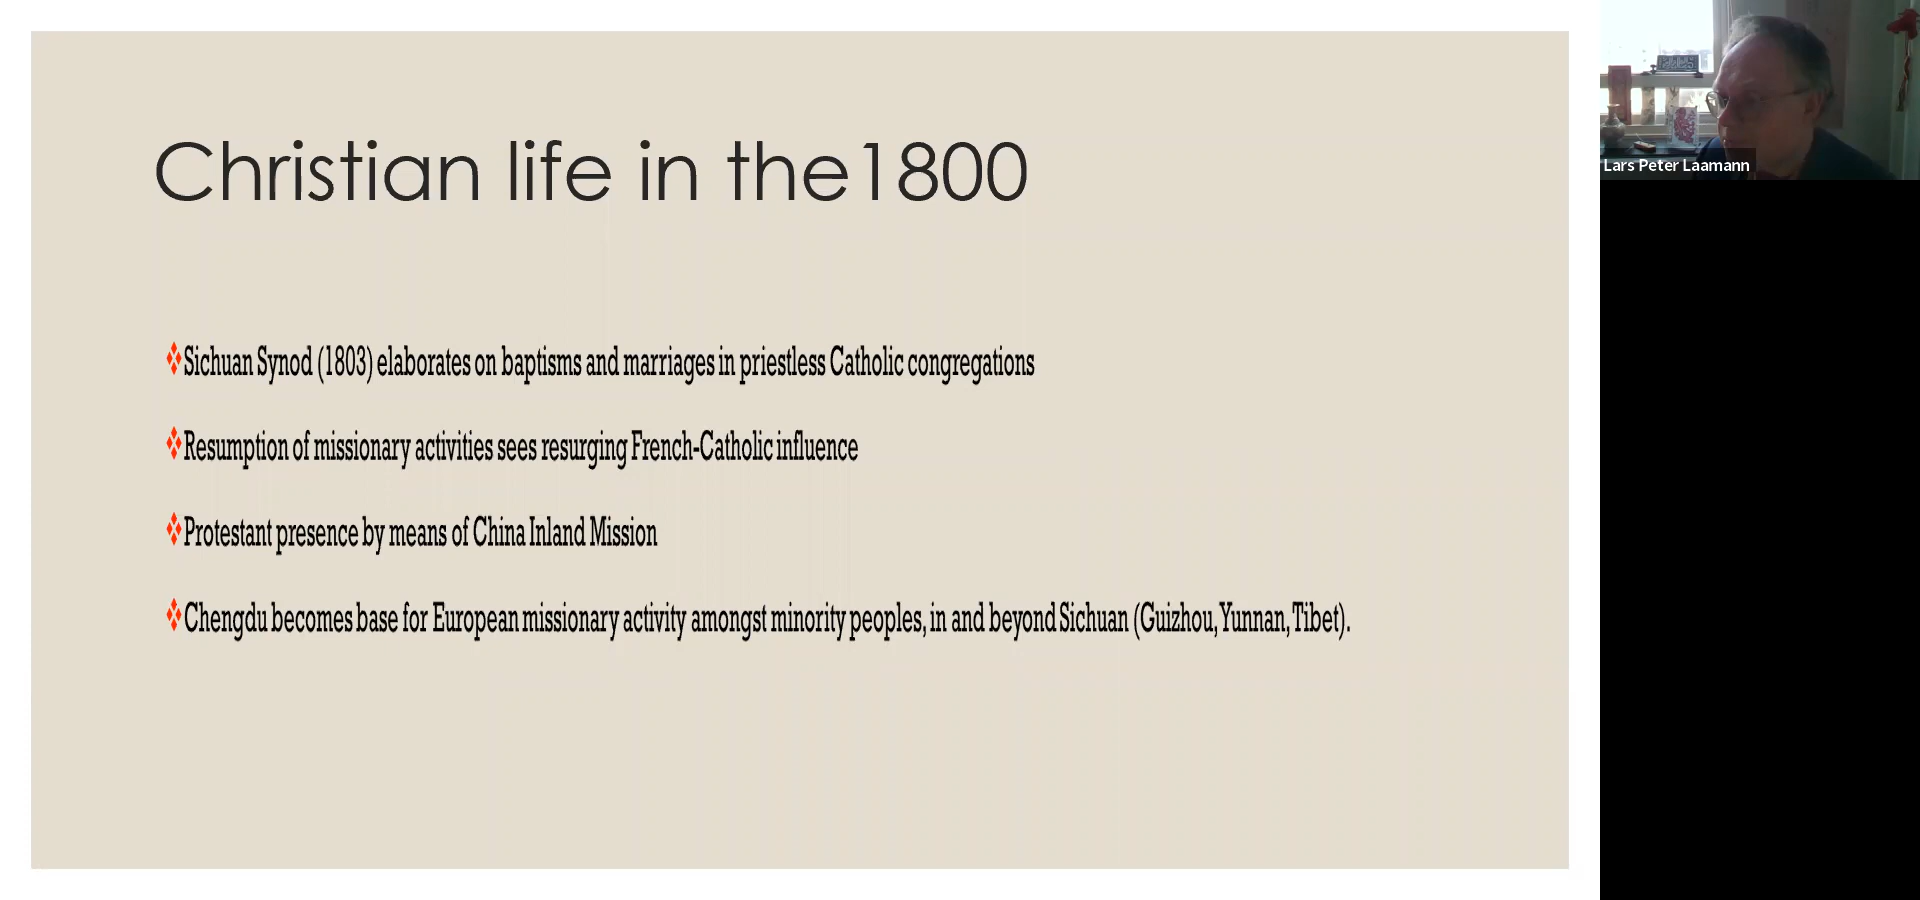 Christian life in the1800
❖Sichuan Synod (1803) elaborates on baptisms and marriages in priestless Catholic congregations
❖Resumption of missionary activities sees resurging French-Catholic influence
❖Protestant presence by means of China Inland Mission
❖Chengdu becomes base for European missionary activity amongst minority peoples, in and beyond Sichuan (Guizhou, Yunnan, Tibet).
Lars Peter Laamann